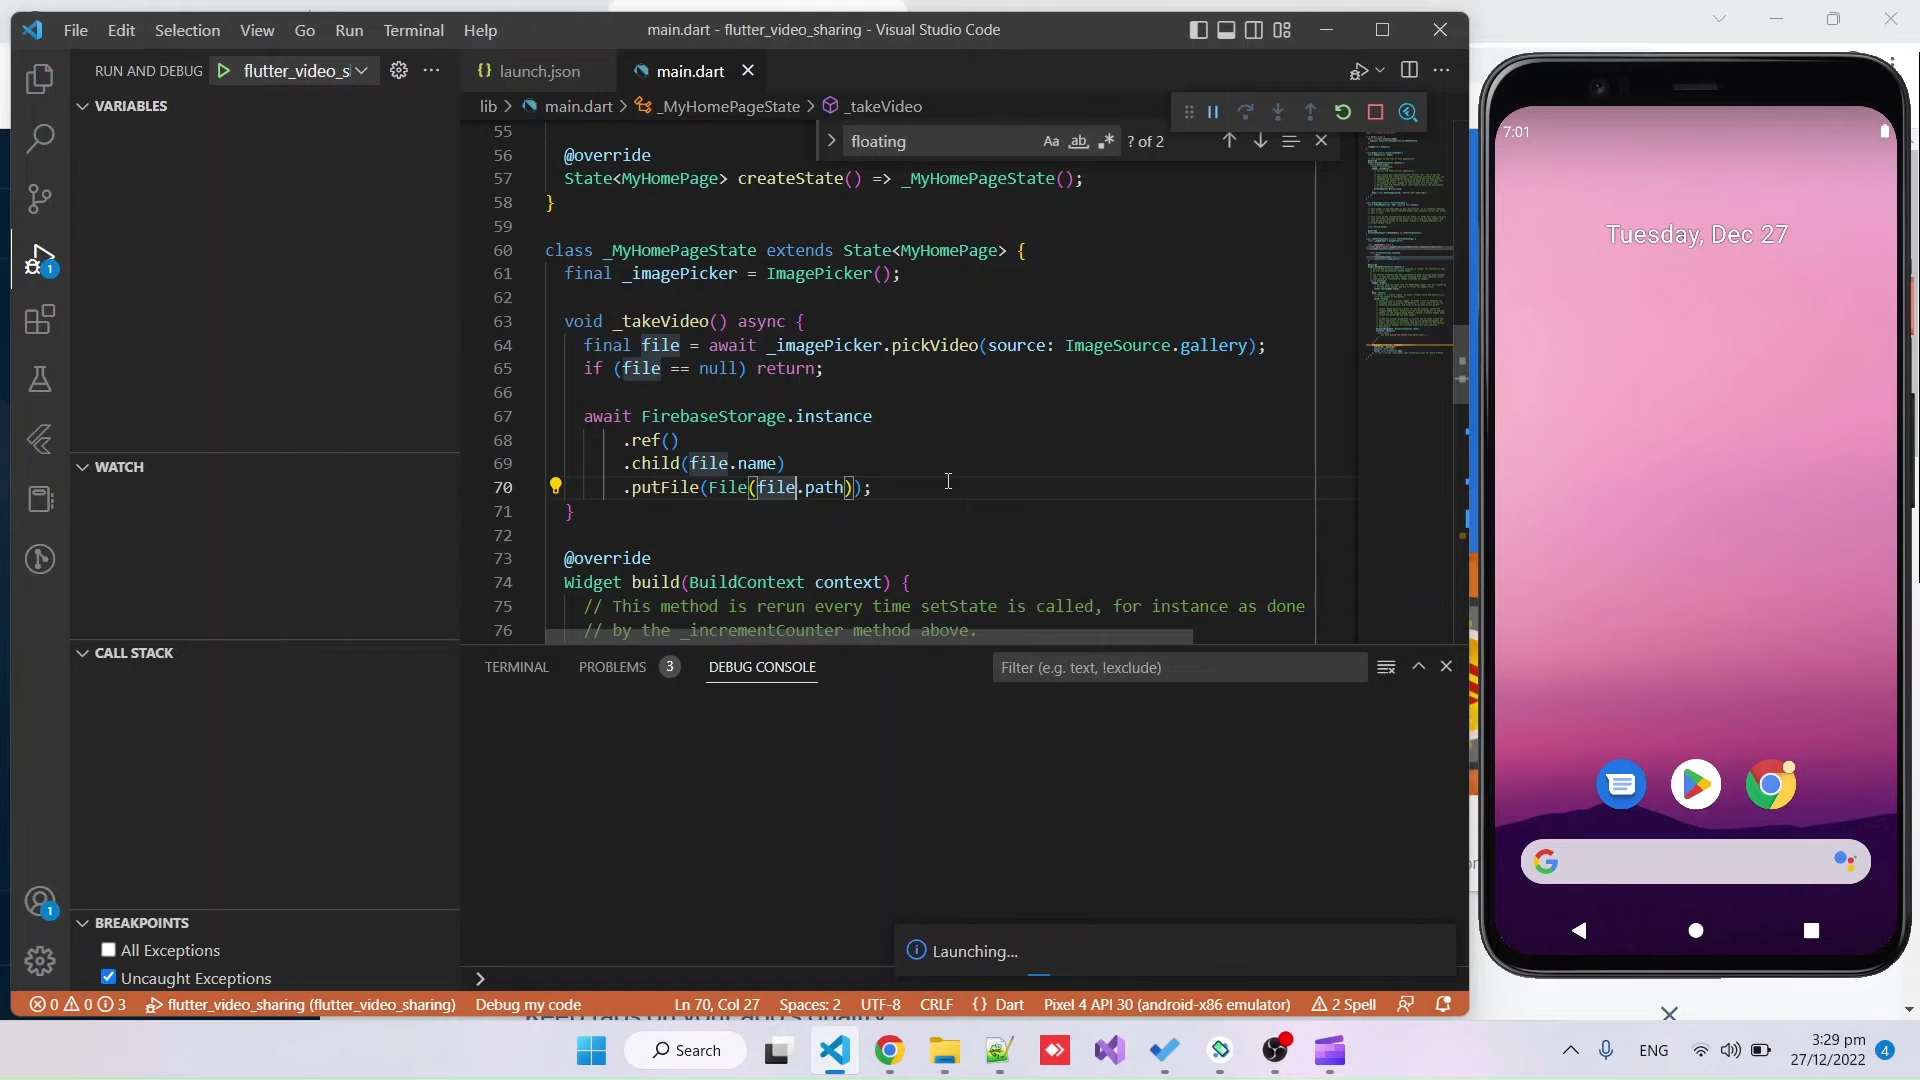 File Edit Selection View Go Run Terminal Help
main.dart - flutter_video_sharing - Visual Studio Code
RUN AND DEBUG
flutter_video_s
VARIABLES
WATCH
CALL STACK
BREAKPOINTS
All Exceptions
Uncaught Exceptions
1
1
launch.json
main.dart
lib > main.dart > _MyHomePageState > _takeVideo
floating
Aa ab ? of 2
55
56 @override
57 State<MyHomePage> createState() => _MyHomePageState();
58 }
59
60 class _MyHomePageState extends State<MyHomePage> {
61 final _imagePicker = ImagePicker();
62
63 void _takeVideo() async {
64 final file = await _imagePicker.pickVideo(source: ImageSource.gallery);
65 if (file == null) return;
66
67 await FirebaseStorage.instance
68 .ref()
69 .child(file.name)
70 .putFile(File(file.path));
71 }
72
73 @override
74 Widget build(BuildContext context) {
75 // This method is rerun every time setState is called, for instance as done
76 // by the _incrementCounter method above.
TERMINAL PROBLEMS 3 DEBUG CONSOLE
Filter (e.g. text, !exclude)
Launching...
0 0 3 flutter_video_sharing (flutter_video_sharing) Debug my code Ln 70, Col 27 Spaces: 2 UTF-8 CRLF {} Dart Pixel 4 API 30 (android-x86 emulator) 2 Spell
7:01
Tuesday, Dec 27
Search
ENG
3:29 pm
27/12/2022
4